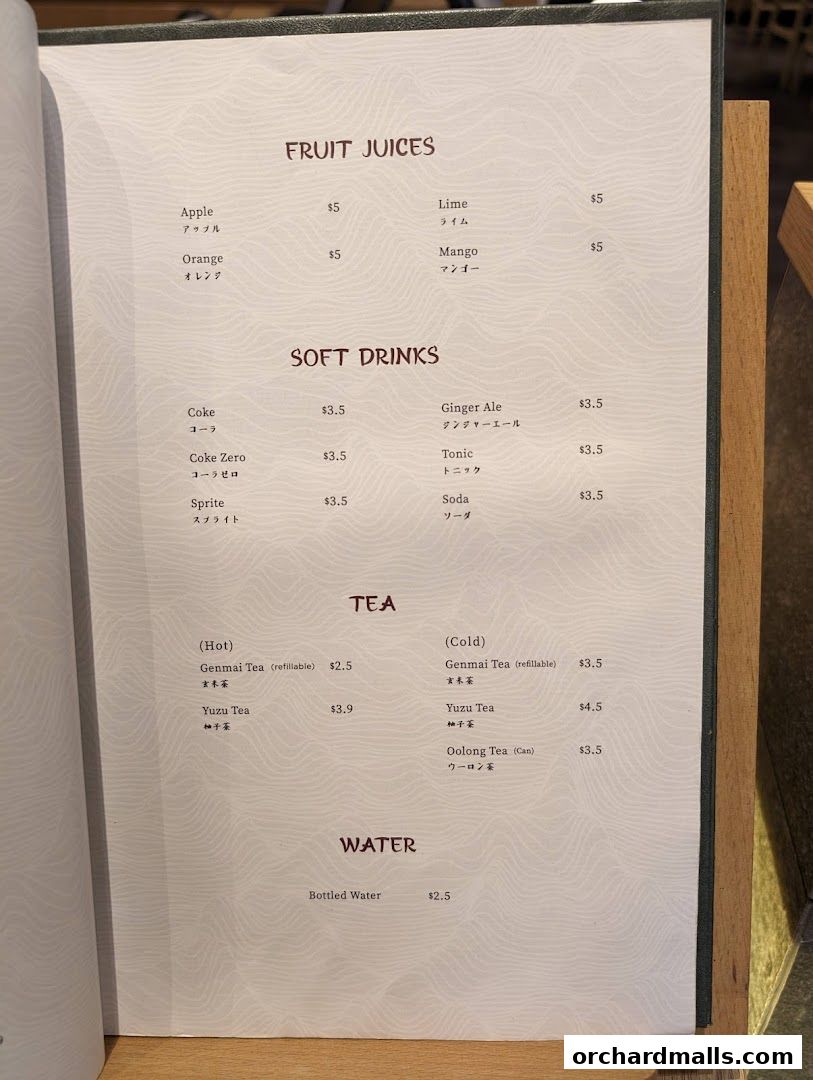 FRUIT JUICES
Apple $5
アップル
Orange $5
オレンジ
Lime $5
ライム
Mango $5
マンゴー
SOFT DRINKS
Coke $3.5
コーラ
Coke Zero $3.5
コーラゼロ
Sprite $3.5
スプライト
Ginger Ale $3.5
ジンジャーエール
Tonic $3.5
トニック
Soda $3.5
ソーダ
TEA
(Hot)
Genmai Tea (refillable) $2.5
玄米茶
Yuzu Tea $3.9
柚子茶
(Cold)
Genmai Tea (refillable) $3.5
玄米茶
Yuzu Tea $4.5
柚子茶
Oolong Tea (Can) $3.5
ウーロン茶
WATER
Bottled Water $2.5
orchardmalls.com